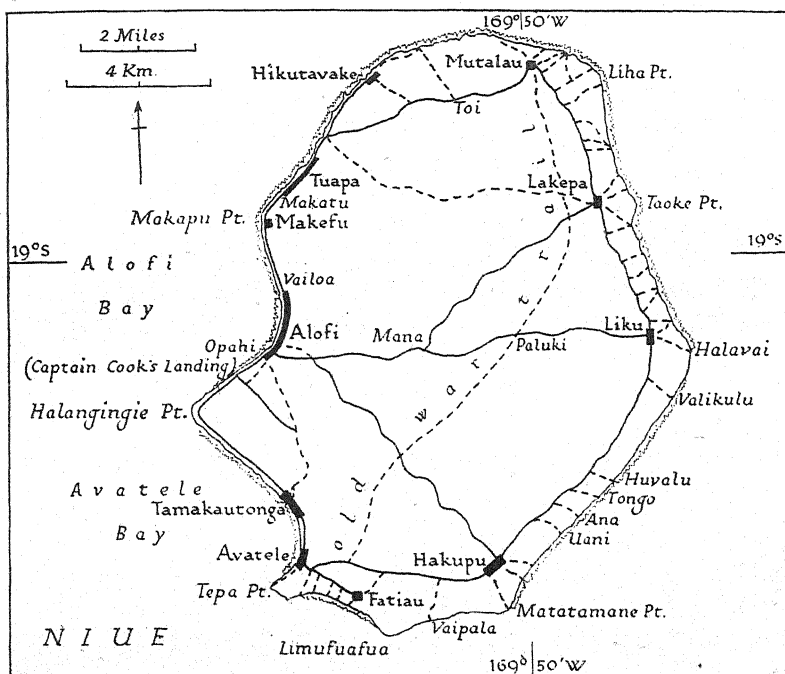 169° 50'W
2 Miles
4 Km.
Hikutavake
Mutalau
Liha Pt.
Toi
Tuapa
Makatu
Makapu Pt.
Makefu
Lakepa
Taoke Pt.
19°S
19°S
Alofi
Bay
Vailoa
Alofi
Opahi
(Captain Cook's Landing)
Mana
Paluki
Liku
Halavai
Halangingie Pt.
Valikulu
old war trail
Avatele
Bay
Tamakautonga
Huvalu
Tongo
Ana
Uani
Avatele
Hakupu
Tepa Pt.
Fatiau
Vaipala
Matatamane Pt.
Limufuafua
NIUE
169° 50'W